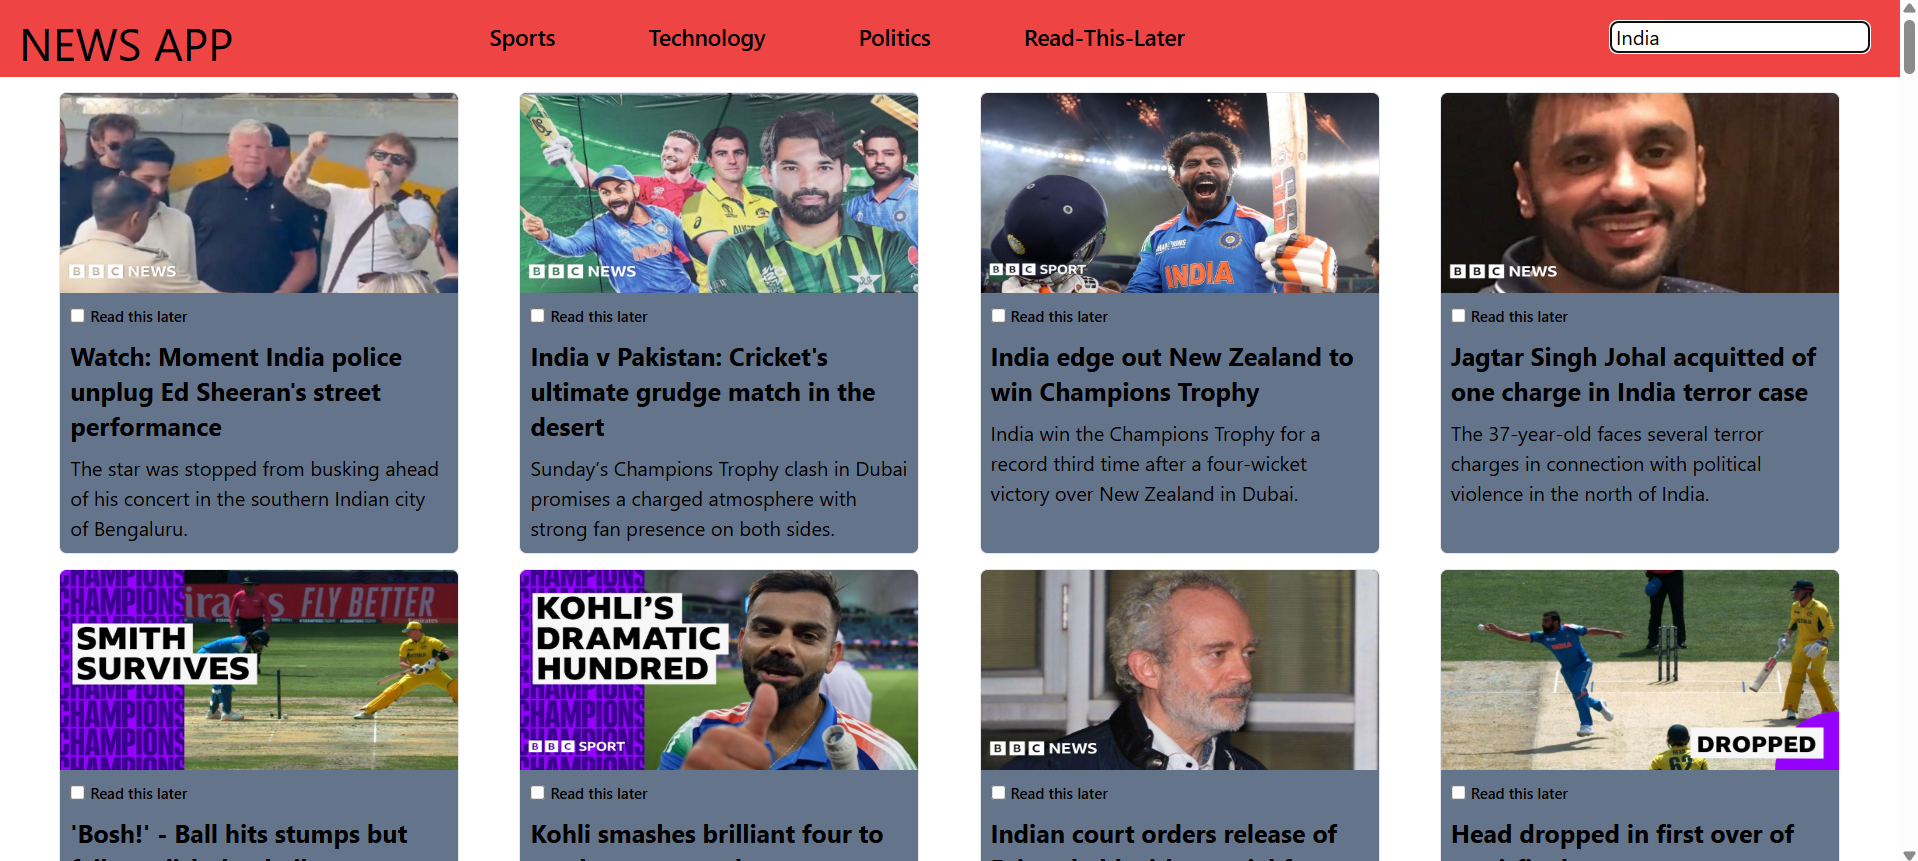 NEWS APP
Sports
Technology
Politics
Read-This-Later
India
BBC NEWS
Read this later
Watch: Moment India police
unplug Ed Sheeran's street
performance
The star was stopped from busking ahead
of his concert in the southern Indian city
of Bengaluru.
INDIA
BBC NEWS
Read this later
India v Pakistan: Cricket's
ultimate grudge match in the
desert
Sunday’s Champions Trophy clash in Dubai
promises a charged atmosphere with
strong fan presence on both sides.
INDIA
BBC SPORT
Read this later
India edge out New Zealand to
win Champions Trophy
India win the Champions Trophy for a
record third time after a four-wicket
victory over New Zealand in Dubai.
BBC NEWS
Read this later
Jagtar Singh Johal acquitted of
one charge in India terror case
The 37-year-old faces several terror
charges in connection with political
violence in the north of India.
CHAMPIONS
FLY BETTER
SMITH
SURVIVES
CHAMPIONS
CHAMPIONS
Read this later
'Bosh!' - Ball hits stumps but
CHAMPIONS
KOHLI'S
DRAMATIC
HUNDRED
CHAMPIONS
BBC SPORT
Read this later
Kohli smashes brilliant four to
BBC NEWS
Read this later
Indian court orders release of
INDIA
62
DROPPED
Read this later
Head dropped in first over of